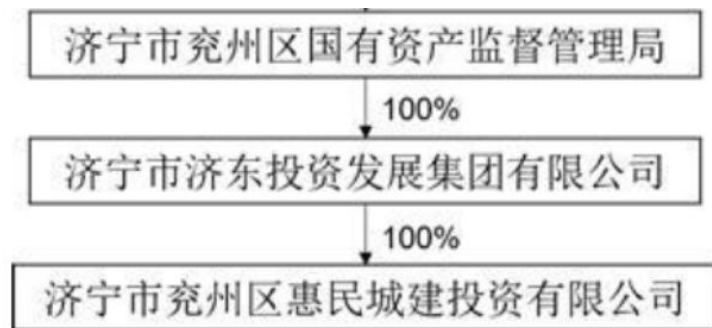 济宁市兖州区国有资产监督管理局
100%
济宁市济东投资发展集团有限公司
100%
济宁市兖州区惠民城建投资有限公司